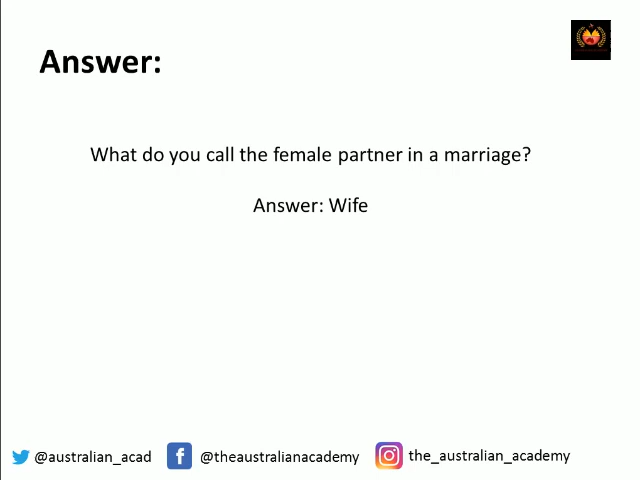 Answer:
What do you call the female partner in a marriage?
Answer: Wife
@australian_acad @theaustralianacademy the_australian_academy